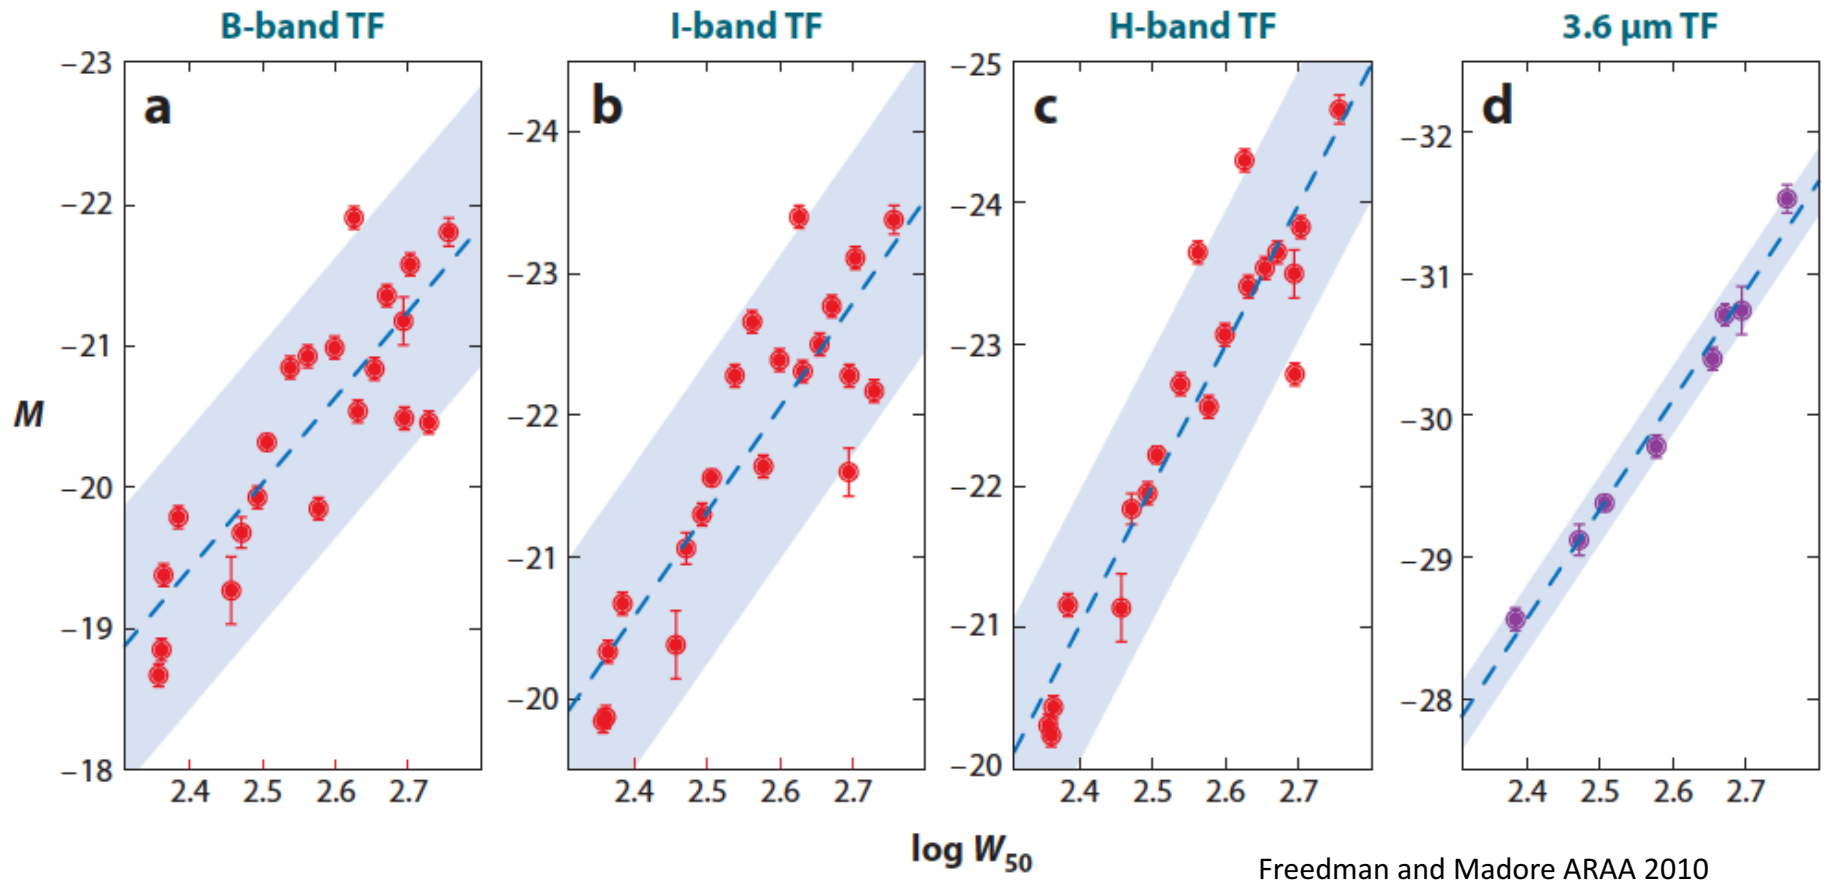 B-band TF
I-band TF
H-band TF
3.6 µm TF
a
b
c
d
−23
−22
−21
−20
−19
−18
−24
−23
−22
−21
−20
−25
−24
−23
−22
−21
−20
−32
−31
−30
−29
−28
M
2.4 2.5 2.6 2.7
2.4 2.5 2.6 2.7
2.4 2.5 2.6 2.7
2.4 2.5 2.6 2.7
log W50
Freedman and Madore ARAA 2010